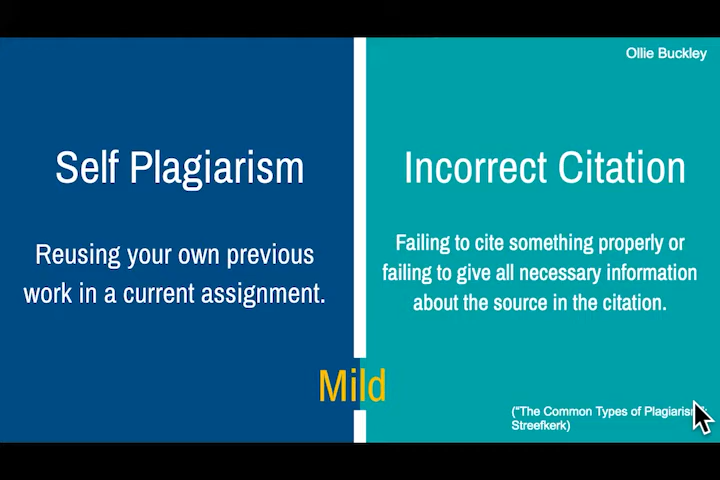 Ollie Buckley
Self Plagiarism
Reusing your own previous
work in a current assignment.
Incorrect Citation
Failing to cite something properly or
failing to give all necessary information
about the source in the citation.
Mild
("The Common Types of Plagiarism";
Streefkerk)